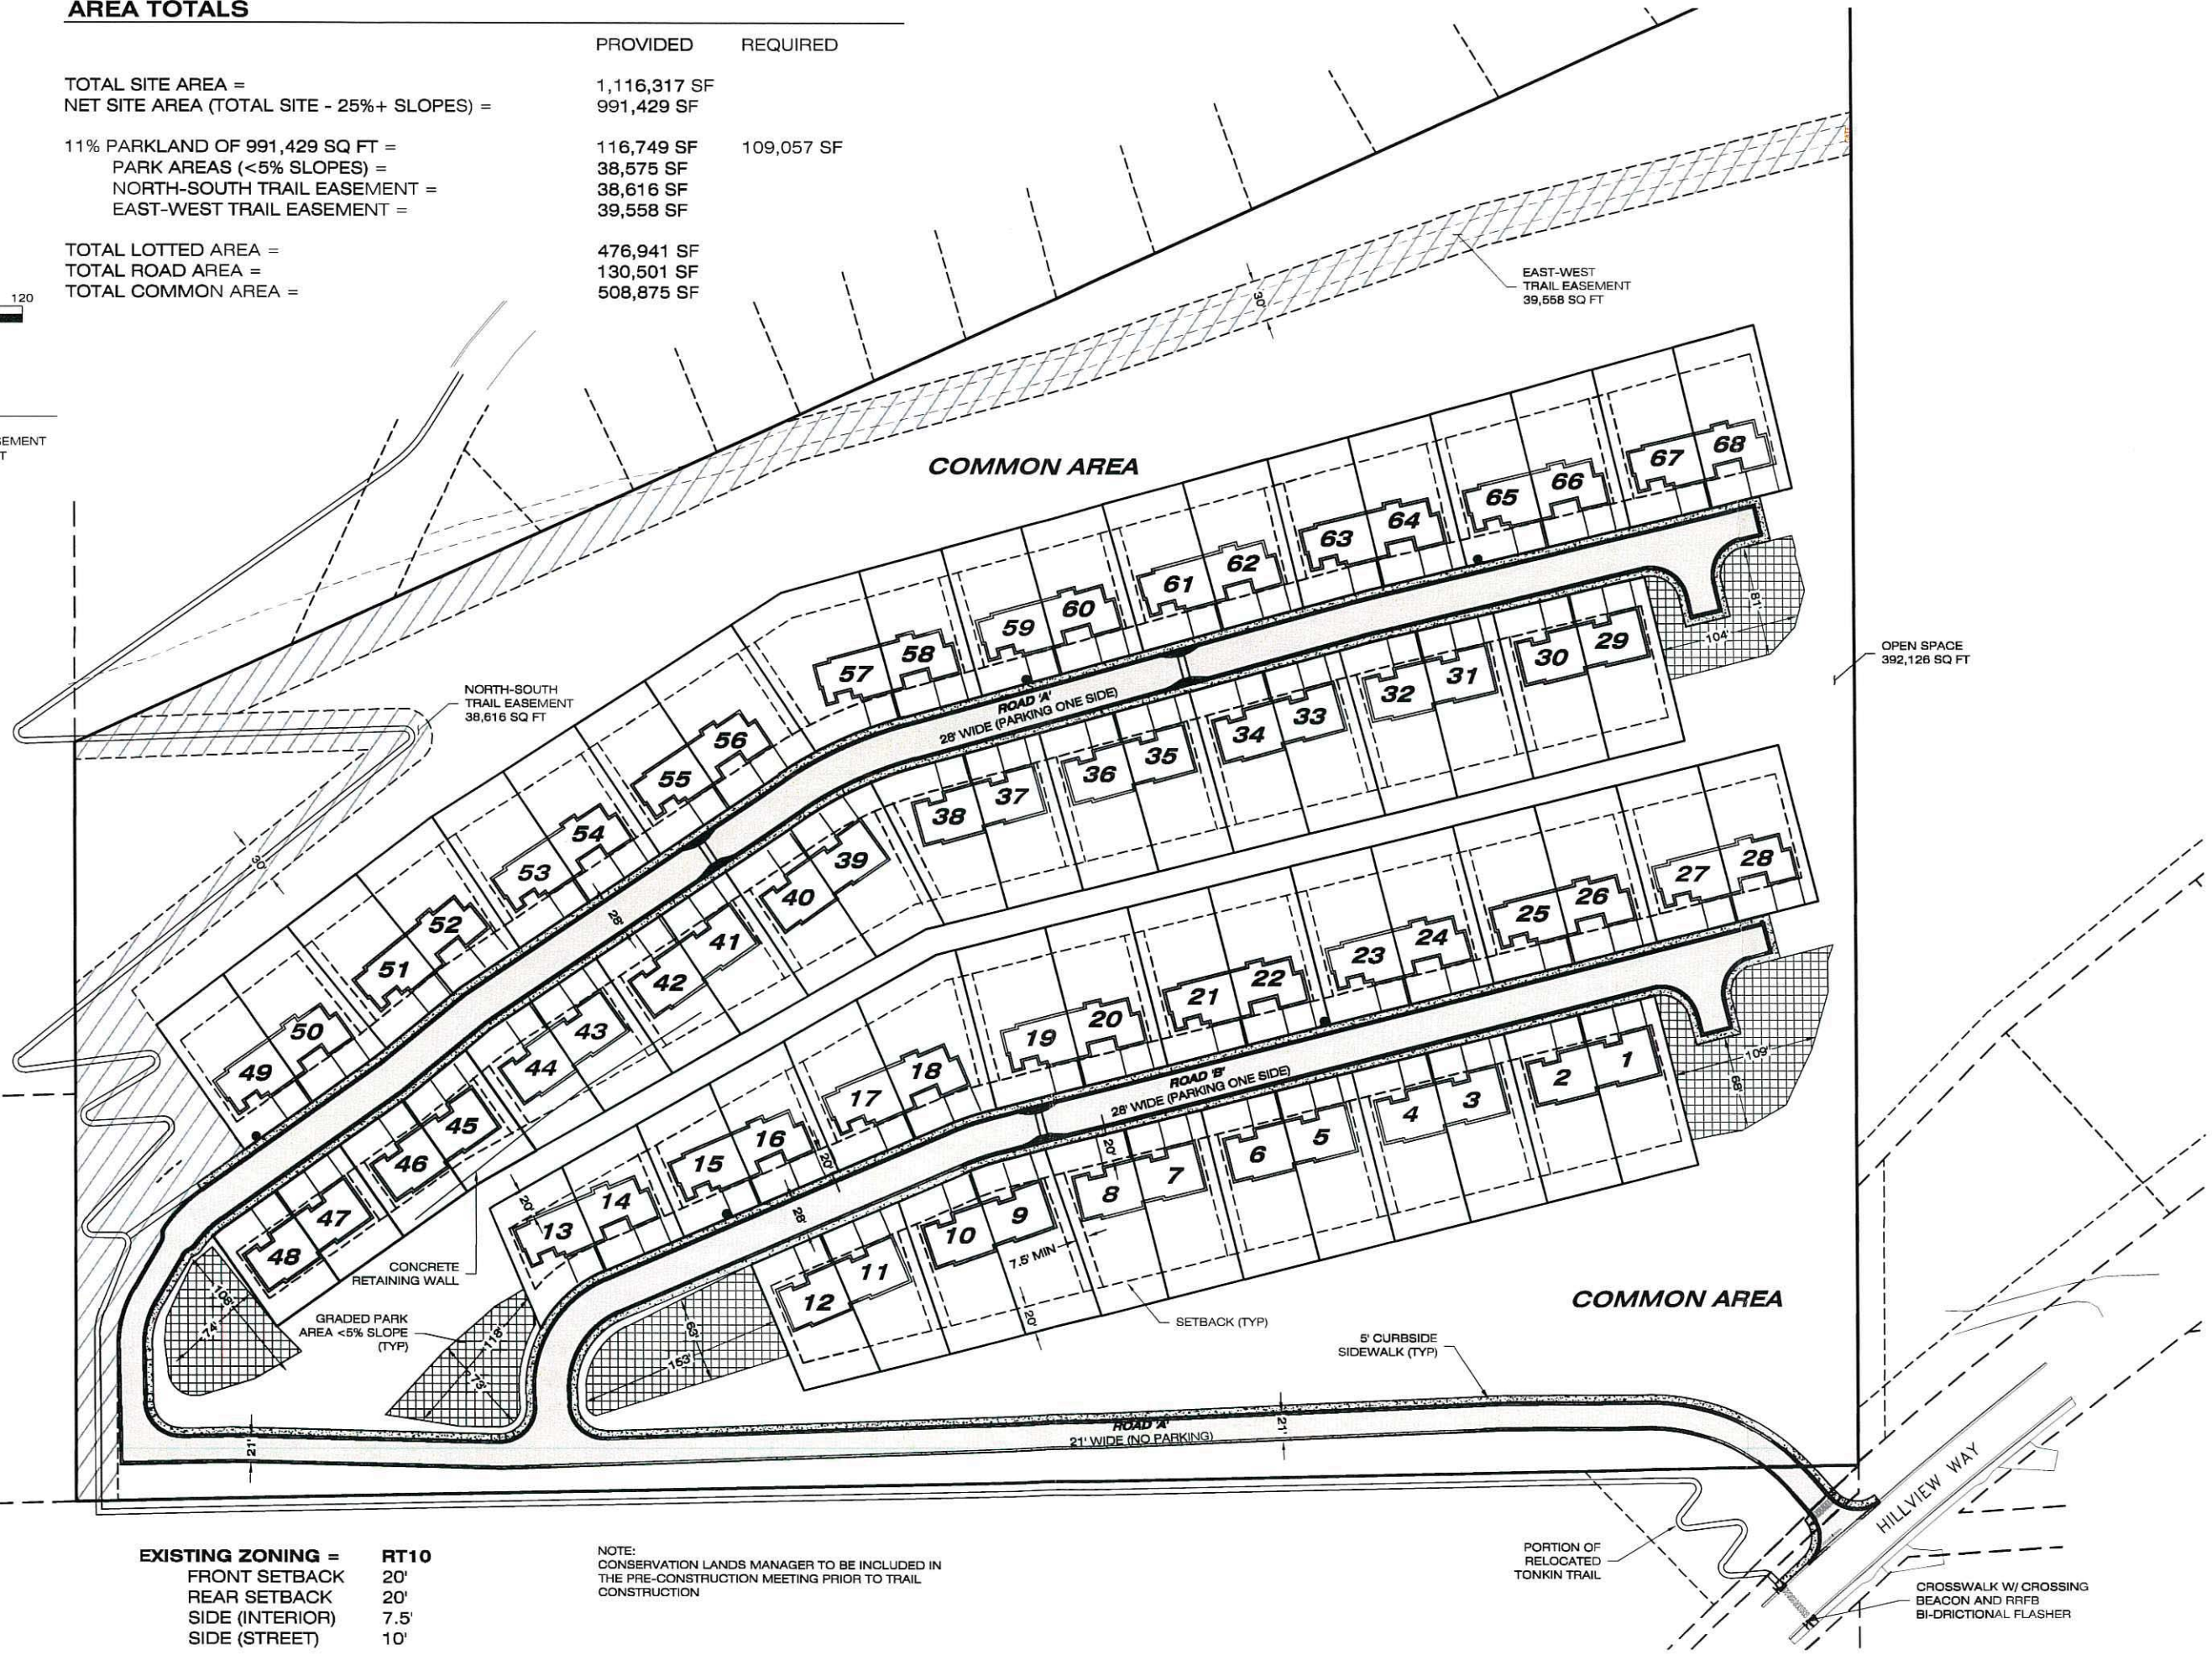 AREA TOTALS
PROVIDED REQUIRED
TOTAL SITE AREA = 1,116,317 SF
NET SITE AREA (TOTAL SITE - 25%+ SLOPES) = 991,429 SF
11% PARKLAND OF 991,429 SQ FT = 116,749 SF 109,057 SF
PARK AREAS (<5% SLOPES) = 38,575 SF
NORTH-SOUTH TRAIL EASEMENT = 38,616 SF
EAST-WEST TRAIL EASEMENT = 39,558 SF
TOTAL LOTTED AREA = 476,941 SF
TOTAL ROAD AREA = 130,501 SF
TOTAL COMMON AREA = 508,875 SF
120
EAST-WEST
TRAIL EASEMENT
39,558 SQ FT
30'
COMMON AREA
67 68
65 66
63 64
61 62
59 60
57 58
55 56
53 54
51 52
49 50
81'
104'
OPEN SPACE
392,126 SQ FT
NORTH-SOUTH
TRAIL EASEMENT
38,616 SQ FT
30'
ROAD 'A'
28' WIDE (PARKING ONE SIDE)
28'
30 29
32 31
34 33
36 35
38 37
40 39
42 41
44 43
46 45
48 47
27 28
25 26
23 24
21 22
19 20
17 18
15 16
13 14
20'
20'
28'
20'
ROAD 'B'
28' WIDE (PARKING ONE SIDE)
109'
68'
2 1
4 3
6 5
8 7
10 9
12 11
7.5' MIN
20'
SETBACK (TYP)
CONCRETE
RETAINING WALL
GRADED PARK
AREA <5% SLOPE
(TYP)
108'
74'
118'
73'
63'
153'
COMMON AREA
5' CURBSIDE
SIDEWALK (TYP)
21'
ROAD 'A'
21' WIDE (NO PARKING)
21'
HILLVIEW WAY
PORTION OF
RELOCATED
TONKIN TRAIL
CROSSWALK W/ CROSSING
BEACON AND RRFB
BI-DRICTIONAL FLASHER
EXISTING ZONING = RT10
FRONT SETBACK 20'
REAR SETBACK 20'
SIDE (INTERIOR) 7.5'
SIDE (STREET) 10'
NOTE:
CONSERVATION LANDS MANAGER TO BE INCLUDED IN
THE PRE-CONSTRUCTION MEETING PRIOR TO TRAIL
CONSTRUCTION